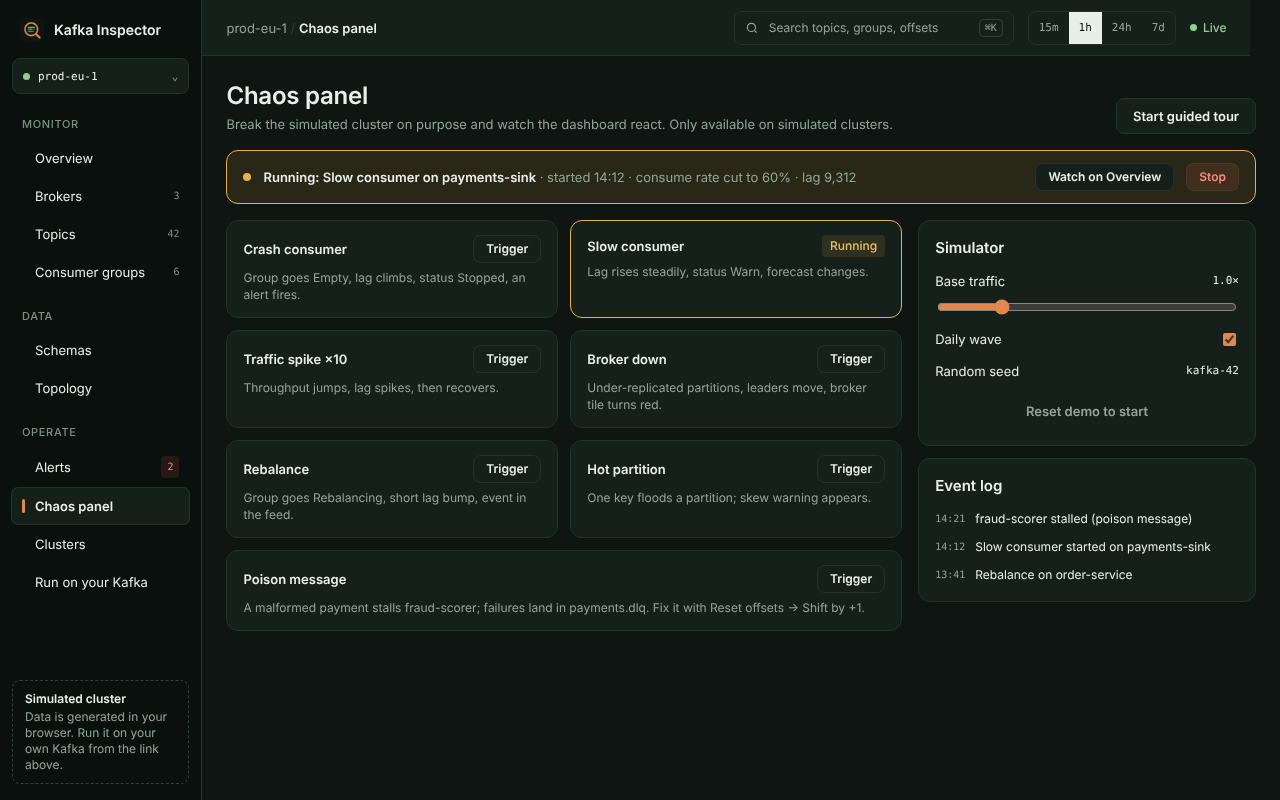 Kafka Inspector
prod-eu-1
MONITOR
Overview
Brokers 3
Topics 42
Consumer groups 6
DATA
Schemas
Topology
OPERATE
Alerts 2
Chaos panel
Clusters
Run on your Kafka
Simulated cluster
Data is generated in your
browser. Run it on your
own Kafka from the link
above.
prod-eu-1 / Chaos panel
Search topics, groups, offsets ⌘K
15m 1h 24h 7d
Live
Chaos panel
Break the simulated cluster on purpose and watch the dashboard react. Only available on simulated clusters.
Start guided tour
Running: Slow consumer on payments-sink · started 14:12 · consume rate cut to 60% · lag 9,312
Watch on Overview
Stop
Crash consumer
Trigger
Group goes Empty, lag climbs, status Stopped, an
alert fires.
Slow consumer
Running
Lag rises steadily, status Warn, forecast changes.
Traffic spike ×10
Trigger
Throughput jumps, lag spikes, then recovers.
Broker down
Trigger
Under-replicated partitions, leaders move, broker
tile turns red.
Rebalance
Trigger
Group goes Rebalancing, short lag bump, event in
the feed.
Hot partition
Trigger
One key floods a partition; skew warning appears.
Poison message
Trigger
A malformed payment stalls fraud-scorer; failures land in payments.dlq. Fix it with Reset offsets → Shift by +1.
Simulator
Base traffic 1.0×
Daily wave
Random seed kafka-42
Reset demo to start
Event log
14:21 fraud-scorer stalled (poison message)
14:12 Slow consumer started on payments-sink
13:41 Rebalance on order-service